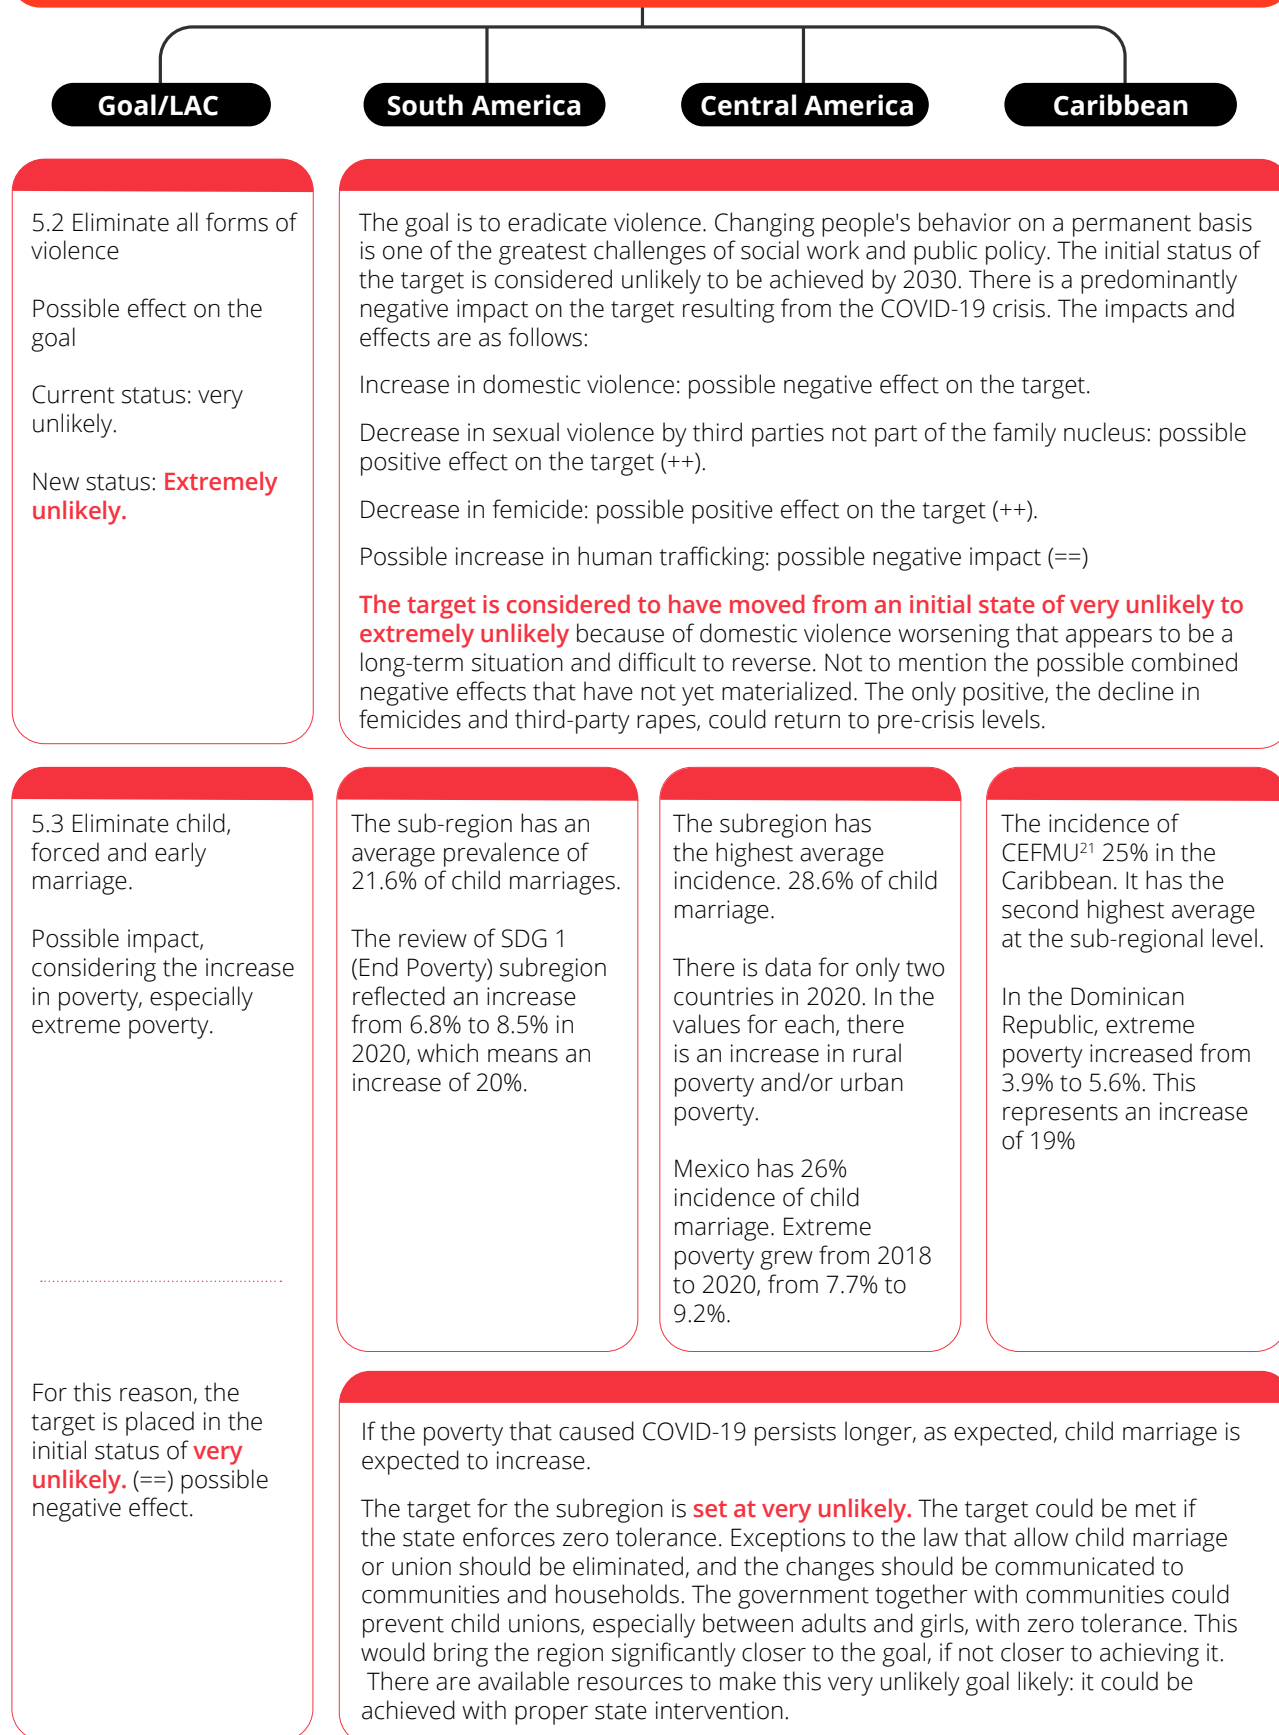 Goal/LAC
South America
Central America
Caribbean
5.2 Eliminate all forms of
violence
Possible effect on the
goal
Current status: very
unlikely.
New status: Extremely
unlikely.
The goal is to eradicate violence. Changing people's behavior on a permanent basis
is one of the greatest challenges of social work and public policy. The initial status of
the target is considered unlikely to be achieved by 2030. There is a predominantly
negative impact on the target resulting from the COVID-19 crisis. The impacts and
effects are as follows:
Increase in domestic violence: possible negative effect on the target.
Decrease in sexual violence by third parties not part of the family nucleus: possible
positive effect on the target (++).
Decrease in femicide: possible positive effect on the target (++).
Possible increase in human trafficking: possible negative impact (==)
The target is considered to have moved from an initial state of very unlikely to
extremely unlikely because of domestic violence worsening that appears to be a
long-term situation and difficult to reverse. Not to mention the possible combined
negative effects that have not yet materialized. The only positive, the decline in
femicides and third-party rapes, could return to pre-crisis levels.
5.3 Eliminate child,
forced and early
marriage.
Possible impact,
considering the increase
in poverty, especially
extreme poverty.
For this reason, the
target is placed in the
initial status of very
unlikely. (==) possible
negative effect.
The sub-region has an
average prevalence of
21.6% of child marriages.
The review of SDG 1
(End Poverty) subregion
reflected an increase
from 6.8% to 8.5% in
2020, which means an
increase of 20%.
The subregion has
the highest average
incidence. 28.6% of child
marriage.
There is data for only two
countries in 2020. In the
values for each, there
is an increase in rural
poverty and/or urban
poverty.
Mexico has 26%
incidence of child
marriage. Extreme
poverty grew from 2018
to 2020, from 7.7% to
9.2%.
The incidence of
CEFMU²¹ 25% in the
Caribbean. It has the
second highest average
at the sub-regional level.
In the Dominican
Republic, extreme
poverty increased from
3.9% to 5.6%. This
represents an increase
of 19%
If the poverty that caused COVID-19 persists longer, as expected, child marriage is
expected to increase.
The target for the subregion is set at very unlikely. The target could be met if
the state enforces zero tolerance. Exceptions to the law that allow child marriage
or union should be eliminated, and the changes should be communicated to
communities and households. The government together with communities could
prevent child unions, especially between adults and girls, with zero tolerance. This
would bring the region significantly closer to the goal, if not closer to achieving it.
There are available resources to make this very unlikely goal likely: it could be
achieved with proper state intervention.